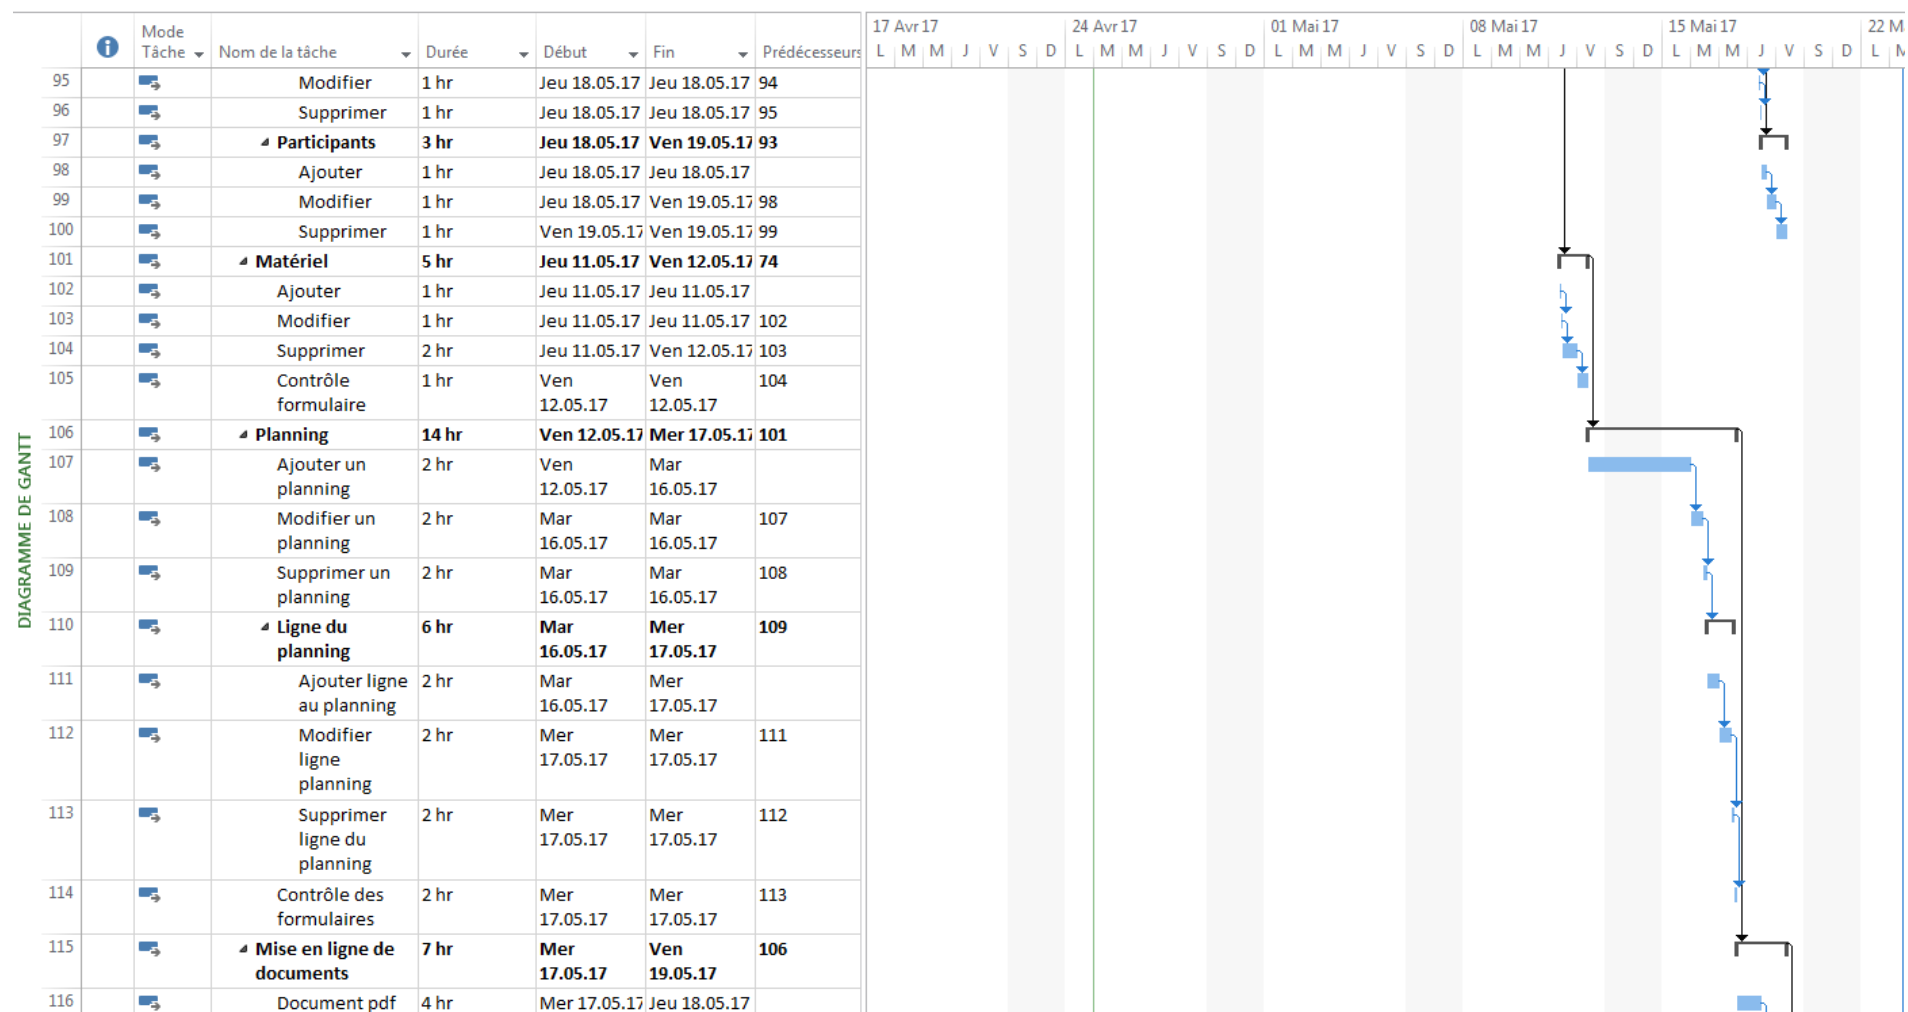 17 Avr 17 24 Avr 17 01 Mai 17 08 Mai 17 15 Mai 17 22 M
Mode Tâche Nom de la tâche Durée Début Fin Prédécesseurs L M M J V S D L M M J V S D L M M J V S D L M M J V S D L M M J V S D L M
95 Modifier 1 hr Jeu 18.05.17 Jeu 18.05.17 94
96 Supprimer 1 hr Jeu 18.05.17 Jeu 18.05.17 95
97 Participants 3 hr Jeu 18.05.17 Ven 19.05.17 93
98 Ajouter 1 hr Jeu 18.05.17 Jeu 18.05.17
99 Modifier 1 hr Jeu 18.05.17 Ven 19.05.17 98
100 Supprimer 1 hr Ven 19.05.17 Ven 19.05.17 99
101 Matériel 5 hr Jeu 11.05.17 Ven 12.05.17 74
102 Ajouter 1 hr Jeu 11.05.17 Jeu 11.05.17
103 Modifier 1 hr Jeu 11.05.17 Jeu 11.05.17 102
104 Supprimer 2 hr Jeu 11.05.17 Ven 12.05.17 103
105 Contrôle 1 hr Ven Ven 104
formulaire 12.05.17 12.05.17
106 Planning 14 hr Ven 12.05.17 Mer 17.05.17 101
107 Ajouter un 2 hr Ven Mar
planning 12.05.17 16.05.17
108 Modifier un 2 hr Mar Mar 107
planning 16.05.17 16.05.17
109 Supprimer un 2 hr Mar Mar 108
planning 16.05.17 16.05.17
110 Ligne du 6 hr Mar Mer 109
planning 16.05.17 17.05.17
111 Ajouter ligne 2 hr Mar Mer
au planning 16.05.17 17.05.17
112 Modifier 2 hr Mer Mer 111
ligne 17.05.17 17.05.17
planning
113 Supprimer 2 hr Mer Mer 112
ligne du 17.05.17 17.05.17
planning
114 Contrôle des 2 hr Mer Mer 113
formulaires 17.05.17 17.05.17
115 Mise en ligne de 7 hr Mer Ven 106
documents 17.05.17 19.05.17
116 Document pdf 4 hr Mer 17.05.17 Jeu 18.05.17
DIAGRAMME DE GANTT